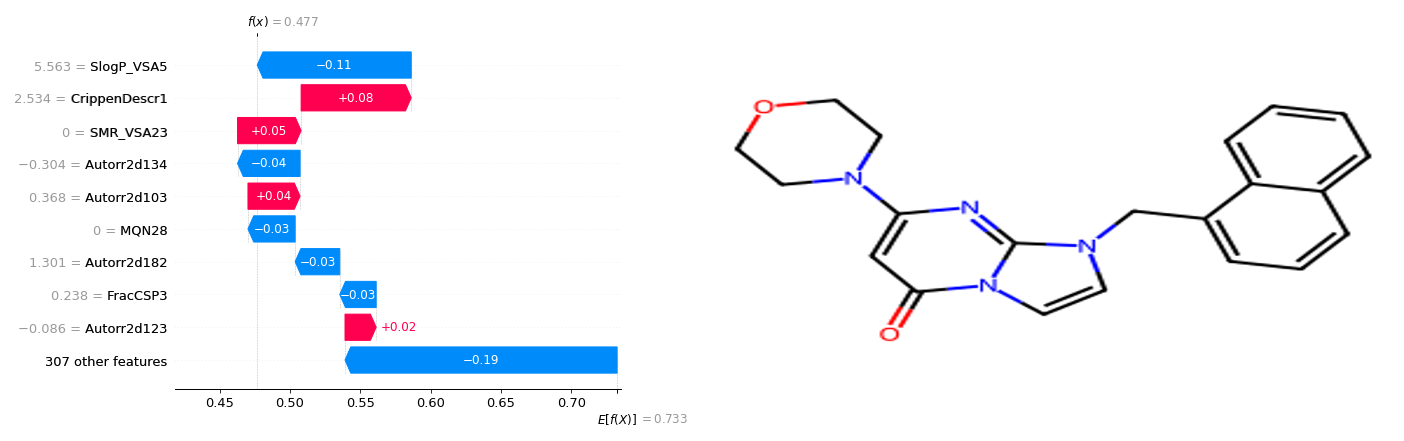 f(x) = 0.477
5.563 = SlogP_VSA5
−0.11
2.534 = CrippenDescr1
+0.08
0 = SMR_VSA23
+0.05
−0.304 = Autorr2d134
−0.04
0.368 = Autorr2d103
+0.04
0 = MQN28
−0.03
1.301 = Autorr2d182
−0.03
0.238 = FracCSP3
−0.03
−0.086 = Autorr2d123
+0.02
307 other features
−0.19
0.45 0.50 0.55 0.60 0.65 0.70
E[f(X)] = 0.733
O
N
N
N
N
O